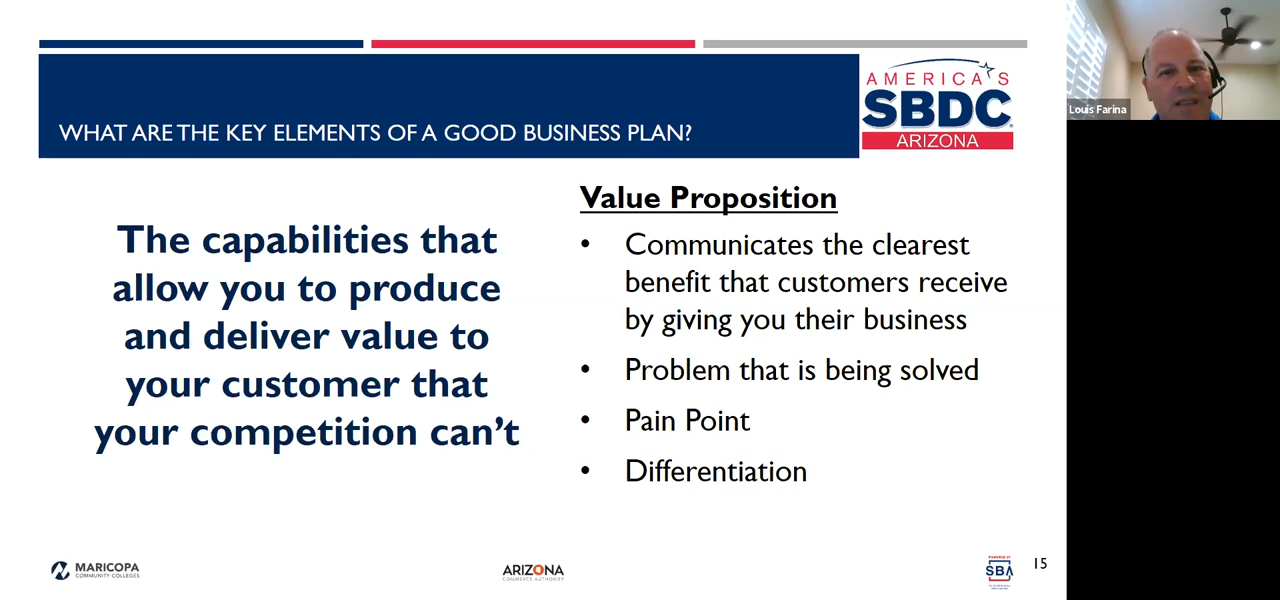 WHAT ARE THE KEY ELEMENTS OF A GOOD BUSINESS PLAN?
AMERICA'S
SBDC
ARIZONA
Louis Farina
The capabilities that
allow you to produce
and deliver value to
your customer that
your competition can't
Value Proposition
• Communicates the clearest
benefit that customers receive
by giving you their business
• Problem that is being solved
• Pain Point
• Differentiation
MARICOPA
COMMUNITY COLLEGES
ARIZONA
COMMERCE AUTHORITY
POWERED BY
SBA
15